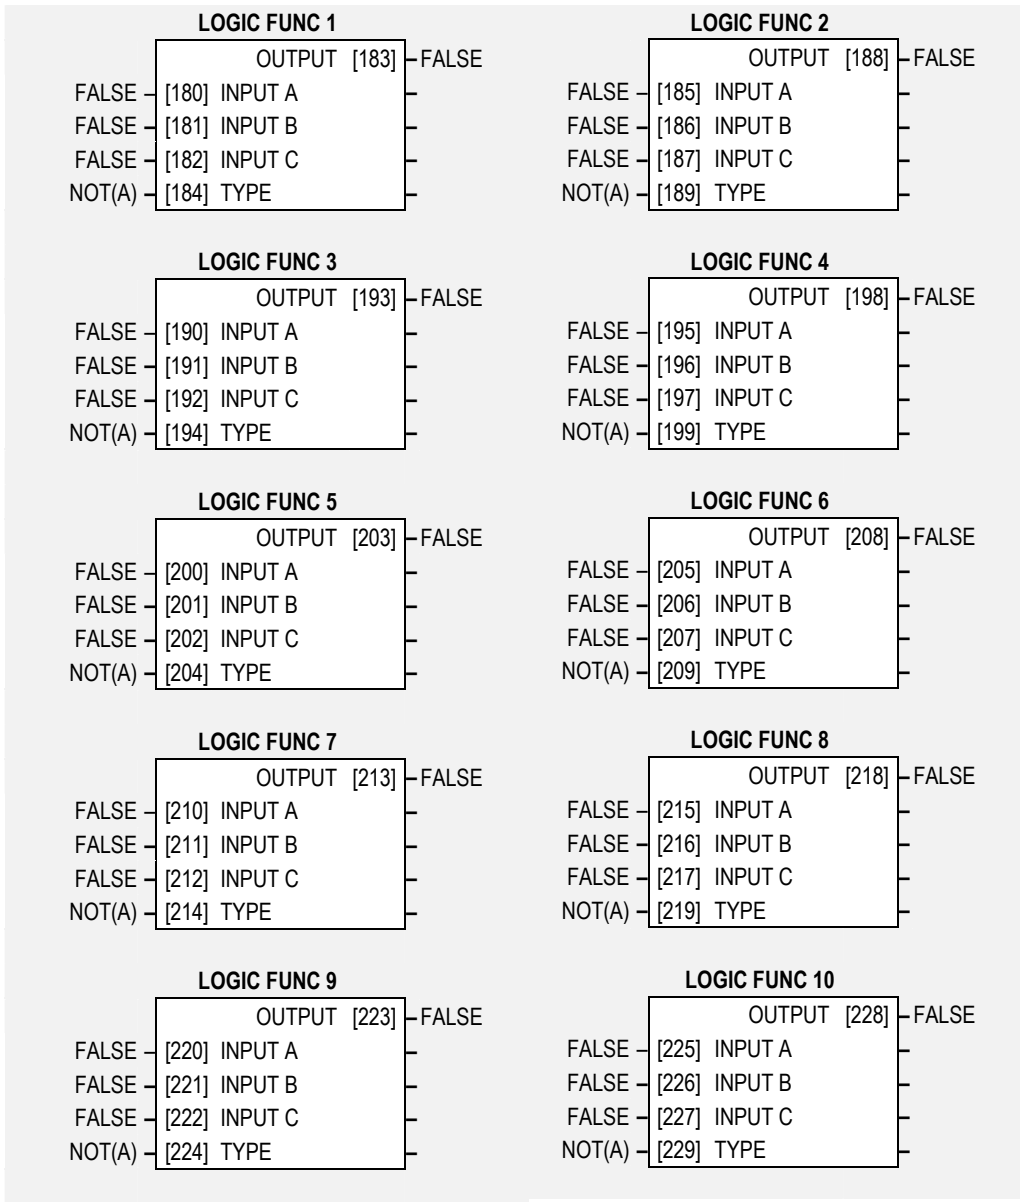 LOGIC FUNC 1
OUTPUT [183] FALSE
FALSE [180] INPUT A
FALSE [181] INPUT B
FALSE [182] INPUT C
NOT(A) [184] TYPE
LOGIC FUNC 2
OUTPUT [188] FALSE
FALSE [185] INPUT A
FALSE [186] INPUT B
FALSE [187] INPUT C
NOT(A) [189] TYPE
LOGIC FUNC 3
OUTPUT [193] FALSE
FALSE [190] INPUT A
FALSE [191] INPUT B
FALSE [192] INPUT C
NOT(A) [194] TYPE
LOGIC FUNC 4
OUTPUT [198] FALSE
FALSE [195] INPUT A
FALSE [196] INPUT B
FALSE [197] INPUT C
NOT(A) [199] TYPE
LOGIC FUNC 5
OUTPUT [203] FALSE
FALSE [200] INPUT A
FALSE [201] INPUT B
FALSE [202] INPUT C
NOT(A) [204] TYPE
LOGIC FUNC 6
OUTPUT [208] FALSE
FALSE [205] INPUT A
FALSE [206] INPUT B
FALSE [207] INPUT C
NOT(A) [209] TYPE
LOGIC FUNC 7
OUTPUT [213] FALSE
FALSE [210] INPUT A
FALSE [211] INPUT B
FALSE [212] INPUT C
NOT(A) [214] TYPE
LOGIC FUNC 8
OUTPUT [218] FALSE
FALSE [215] INPUT A
FALSE [216] INPUT B
FALSE [217] INPUT C
NOT(A) [219] TYPE
LOGIC FUNC 9
OUTPUT [223] FALSE
FALSE [220] INPUT A
FALSE [221] INPUT B
FALSE [222] INPUT C
NOT(A) [224] TYPE
LOGIC FUNC 10
OUTPUT [228] FALSE
FALSE [225] INPUT A
FALSE [226] INPUT B
FALSE [227] INPUT C
NOT(A) [229] TYPE